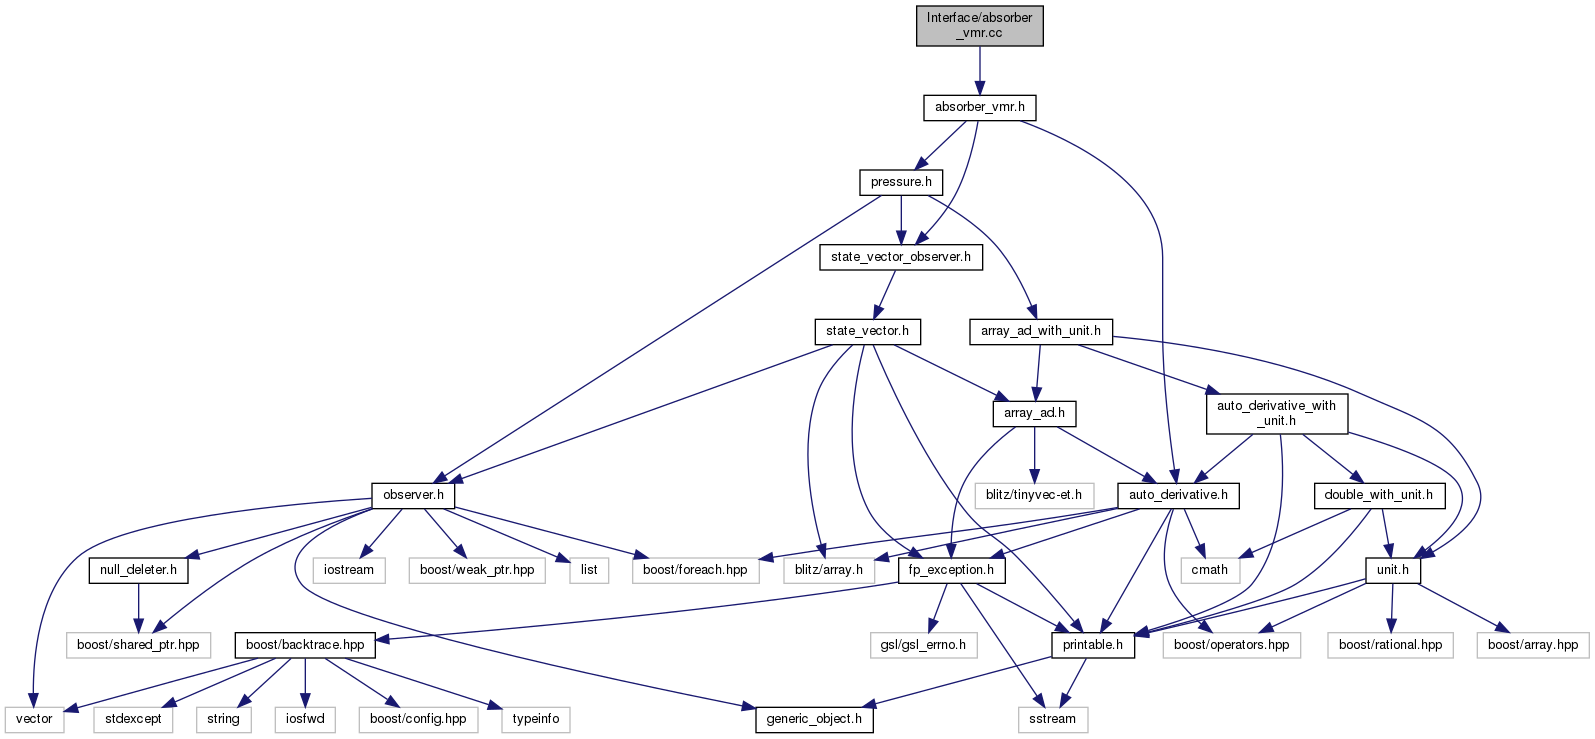 Interface/absorber
_vmr.cc
absorber_vmr.h
pressure.h
state_vector_observer.h
state_vector.h
array_ad_with_unit.h
array_ad.h
auto_derivative_with
_unit.h
observer.h
blitz/tinyvec-et.h
auto_derivative.h
double_with_unit.h
null_deleter.h
iostream
boost/weak_ptr.hpp
list
boost/foreach.hpp
blitz/array.h
fp_exception.h
cmath
unit.h
boost/shared_ptr.hpp
boost/backtrace.hpp
gsl/gsl_errno.h
printable.h
boost/operators.hpp
boost/rational.hpp
boost/array.hpp
vector
stdexcept
string
iosfwd
boost/config.hpp
typeinfo
generic_object.h
sstream